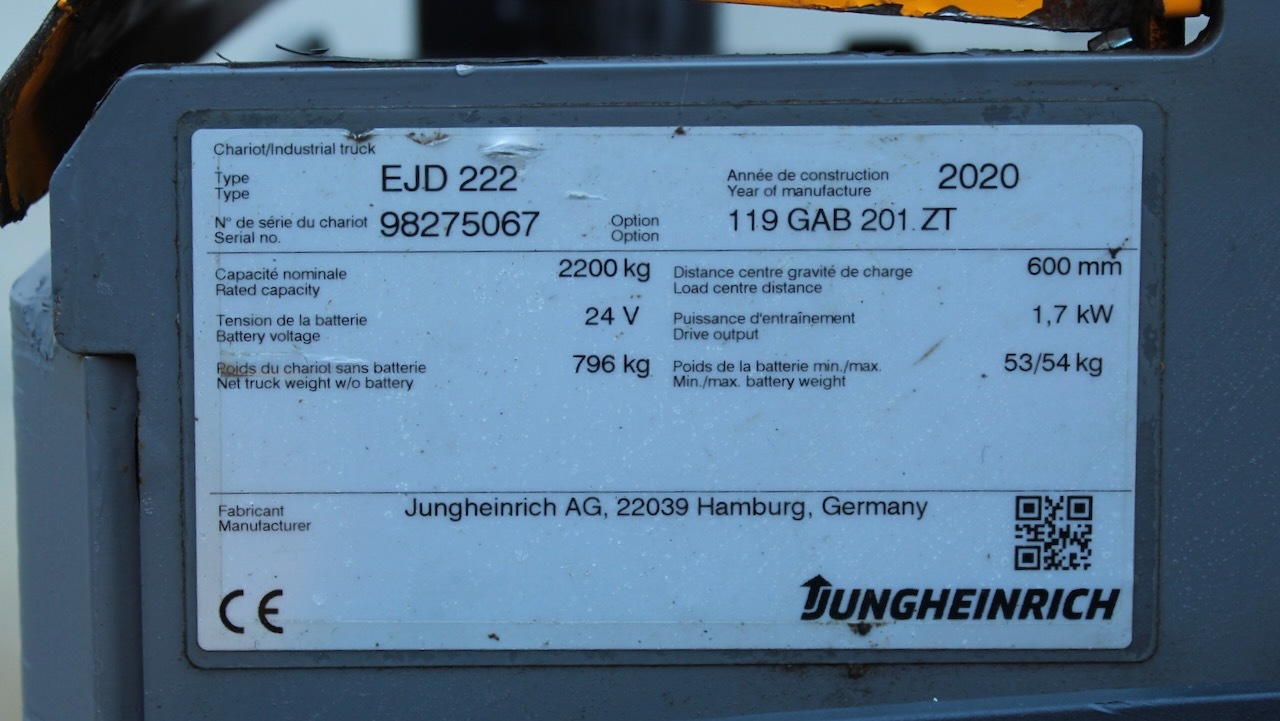 Chariot/Industrial truck
Type EJD 222 Année de construction 2020
Type Year of manufacture
N° de série du chariot 98275067 Option 119 GAB 201. ZT
Serial no. Option
Capacité nominale 2200 kg Distance centre gravité de charge 600 mm
Rated capacity Load centre distance
Tension de la batterie 24 V Puissance d'entraînement 1,7 kW
Battery voltage Drive output
Poids du chariot sans batterie 796 kg Poids de la batterie min./max. 53/54 kg
Net truck weight w/o battery Min./max. battery weight
Fabricant Jungheinrich AG, 22039 Hamburg, Germany
Manufacturer
CE JUNGHEINRICH